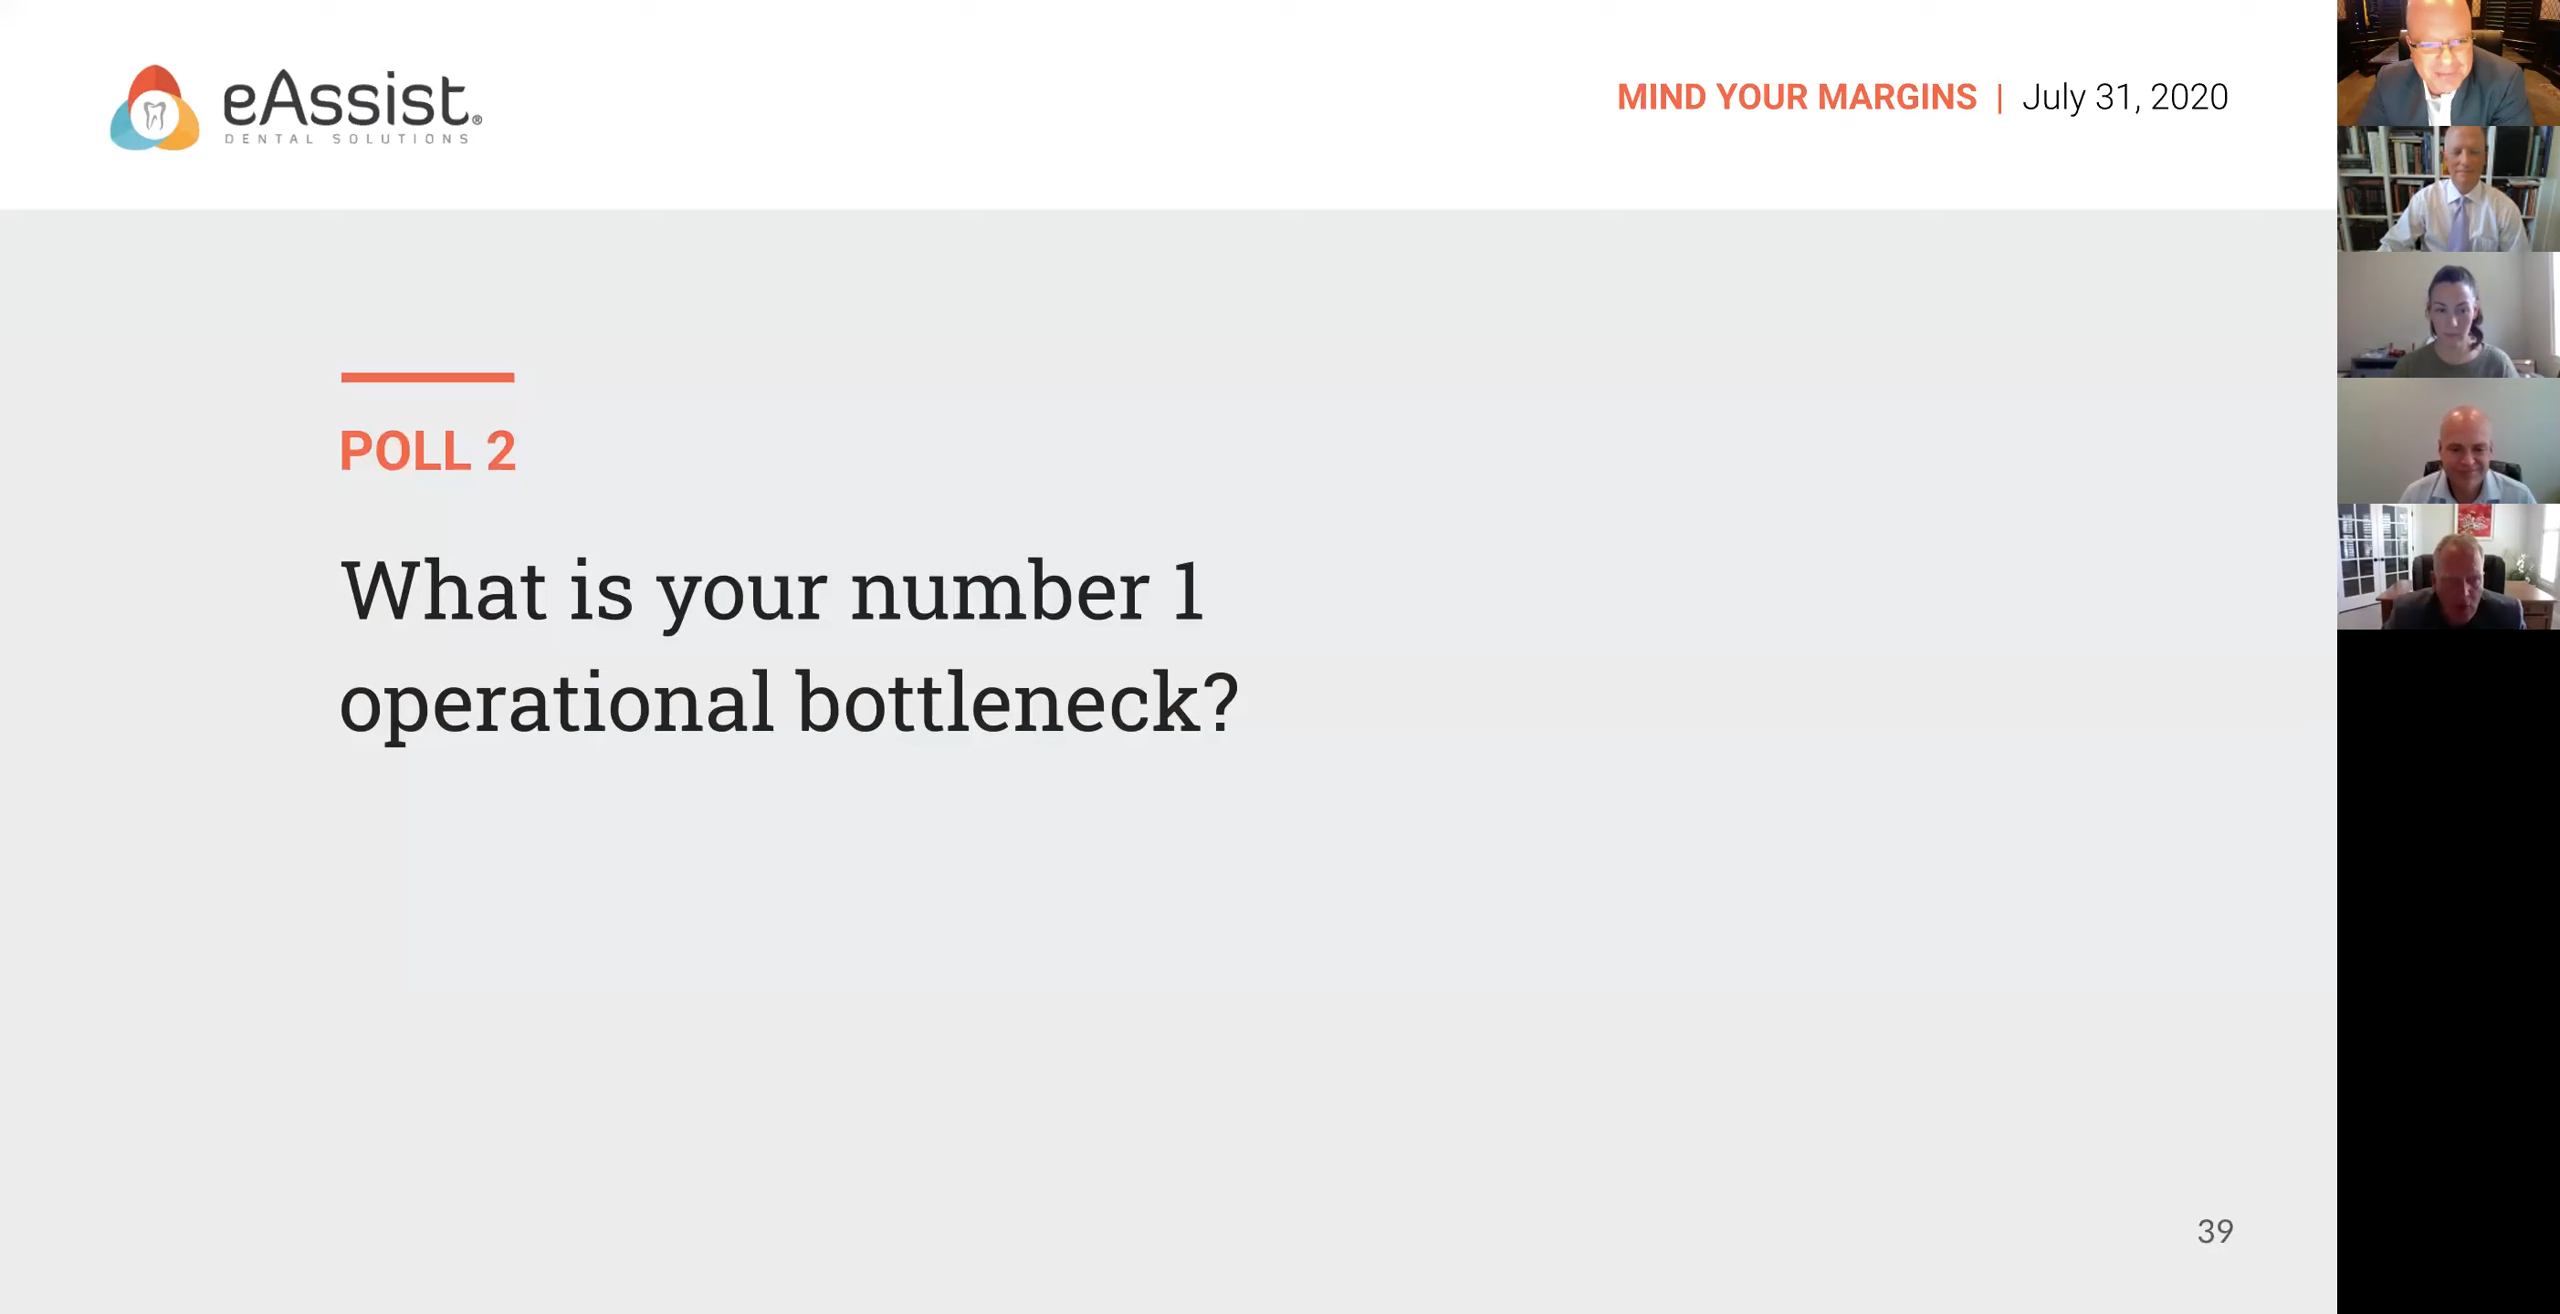 eAssist®
DENTAL SOLUTIONS
MIND YOUR MARGINS | July 31, 2020
POLL 2
What is your number 1
operational bottleneck?
39